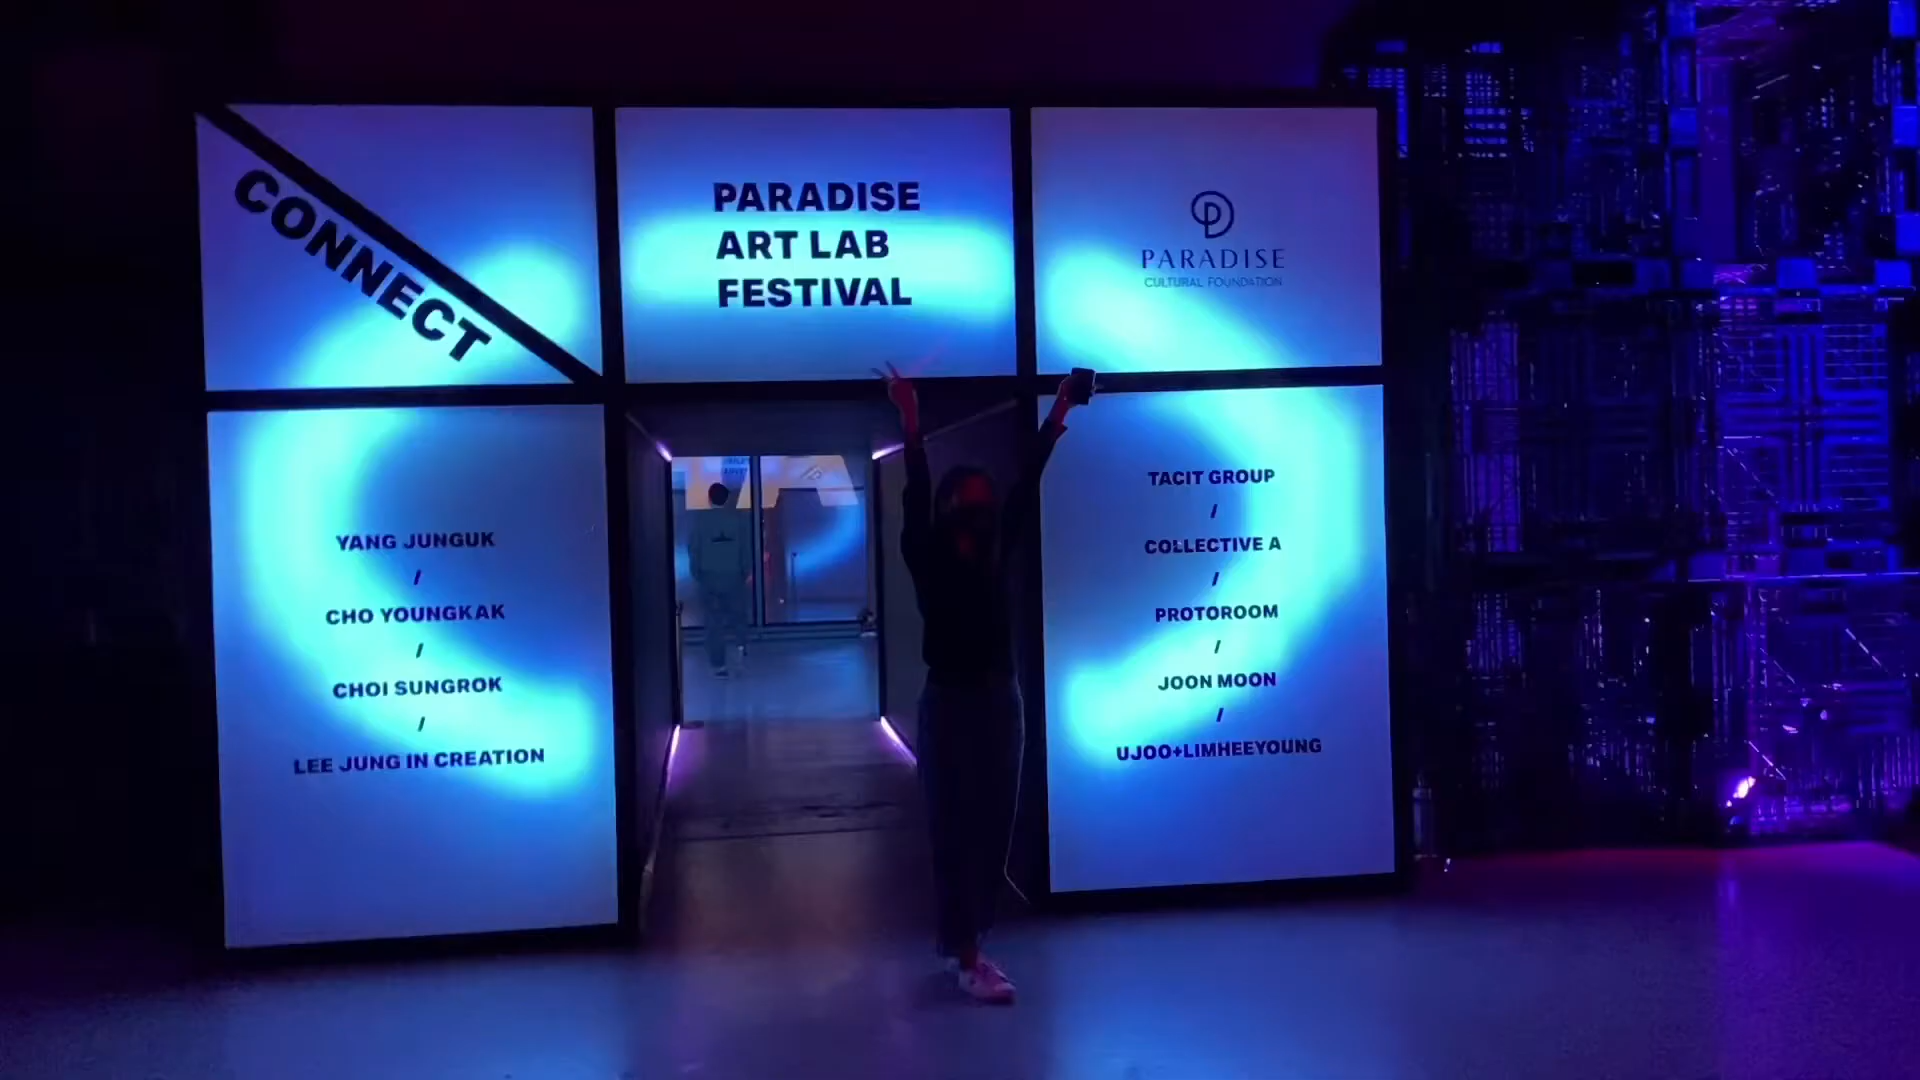 CONNECT
PARADISE
ART LAB
FESTIVAL
PARADISE
CULTURAL FOUNDATION
YANG JUNGUK
/
CHO YOUNGKAK
/
CHOI SUNGROK
/
LEE JUNG IN CREATION
TACIT GROUP
/
COLLECTIVE A
/
PROTOROOM
/
JOON MOON
/
UJOO+LIMHEEYOUNG